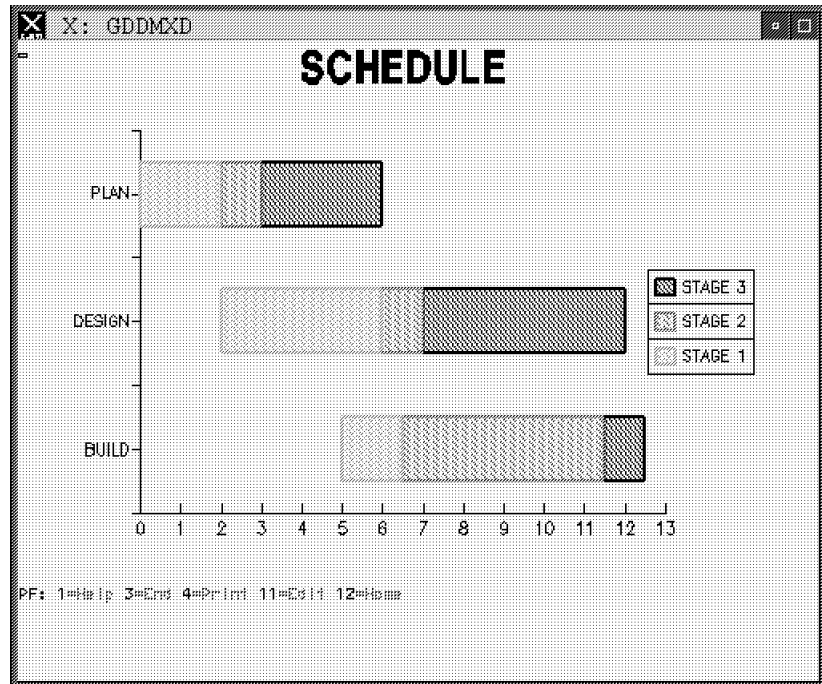 X: GDDMXD
SCHEDULE
PLAN
DESIGN
BUILD
STAGE 3
STAGE 2
STAGE 1
0 1 2 3 4 5 6 7 8 9 10 11 12 13
PF: 1=Help 3=End 4=Print 11=Edit 12=Home